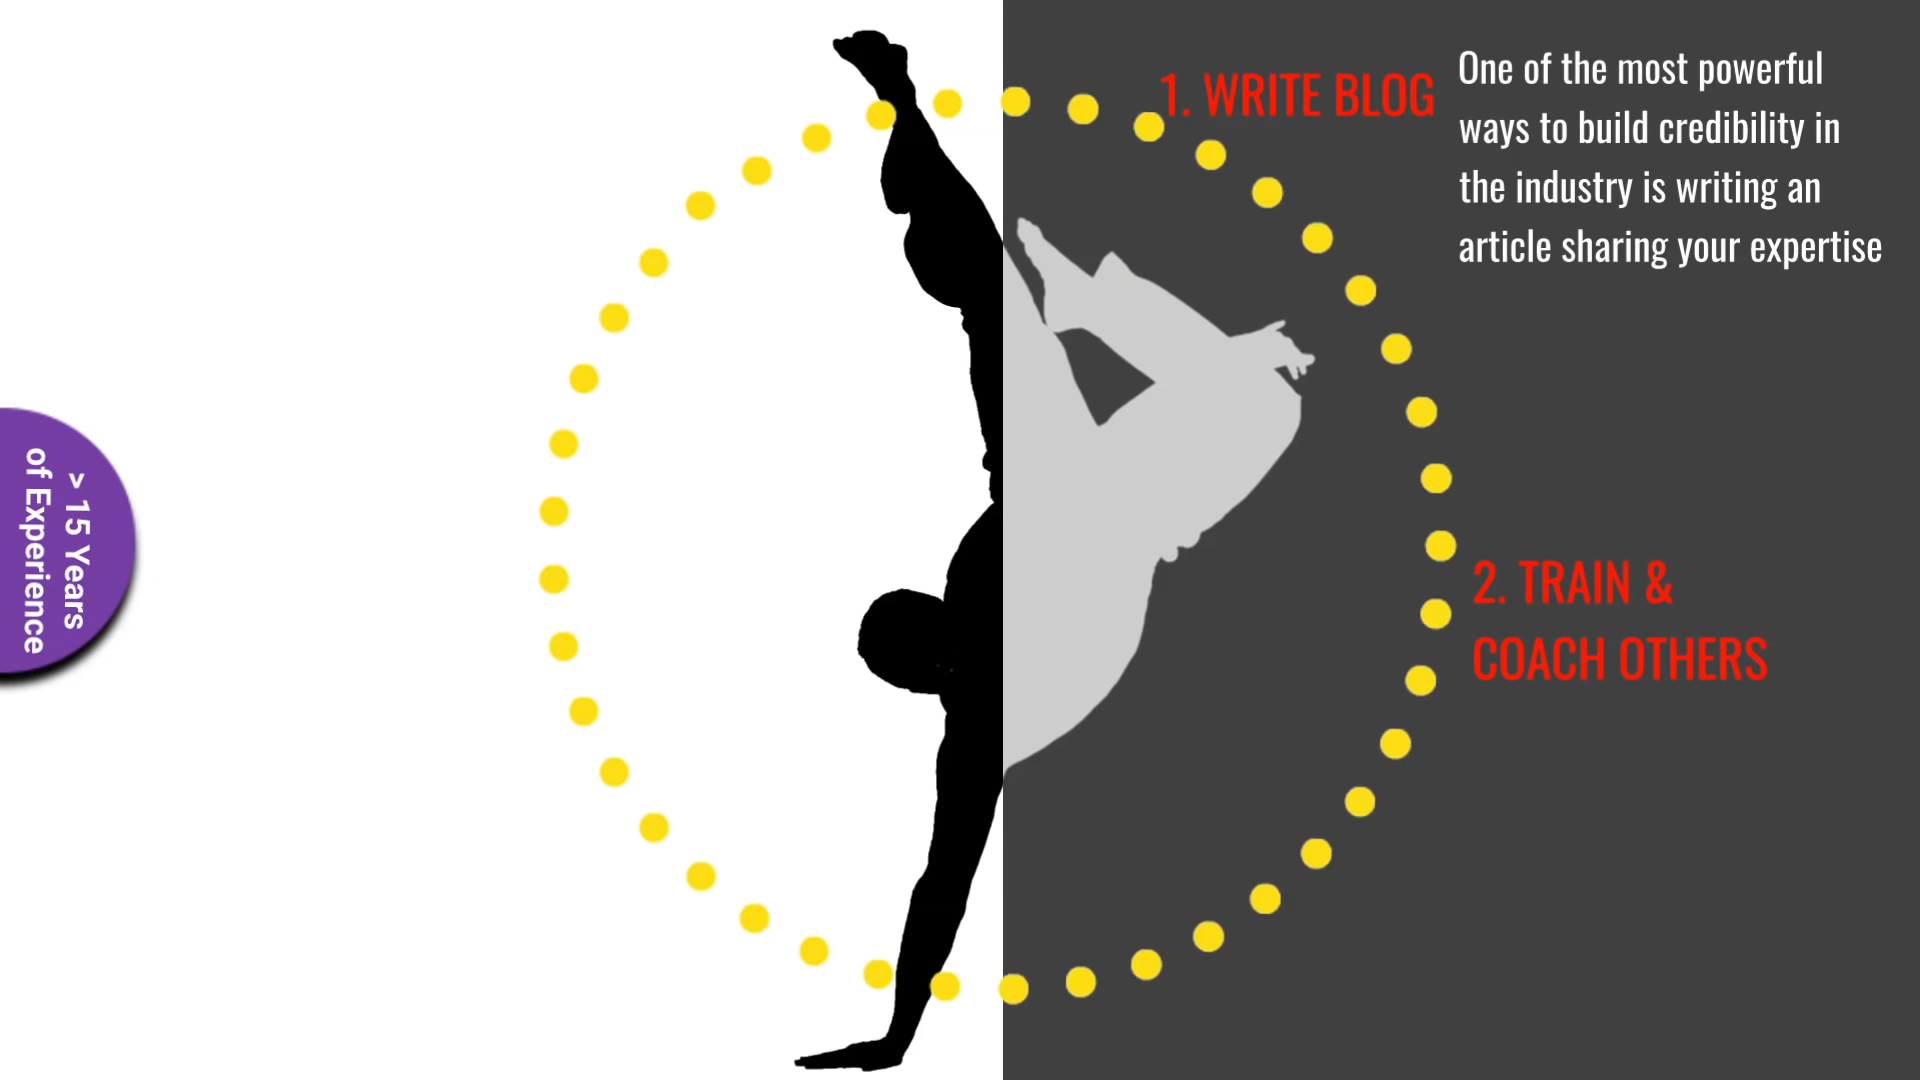 > 15 Years
of Experience
1. WRITE BLOG
One of the most powerful
ways to build credibility in
the industry is writing an
article sharing your expertise
2. TRAIN &
COACH OTHERS